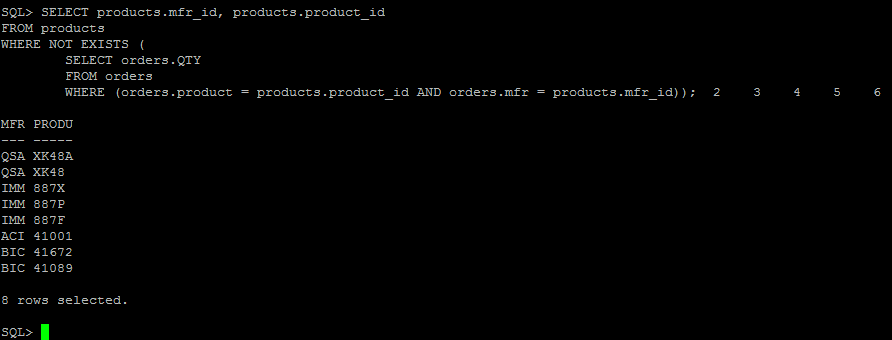 SQL> SELECT products.mfr_id, products.product_id
FROM products
WHERE NOT EXISTS (
        SELECT orders.QTY
        FROM orders
        WHERE (orders.product = products.product_id AND orders.mfr = products.mfr_id));  2    3    4    5    6
MFR PRODU
--- -----
QSA XK48A
QSA XK48
IMM 887X
IMM 887P
IMM 887F
ACI 41001
BIC 41672
BIC 41089
8 rows selected.
SQL>